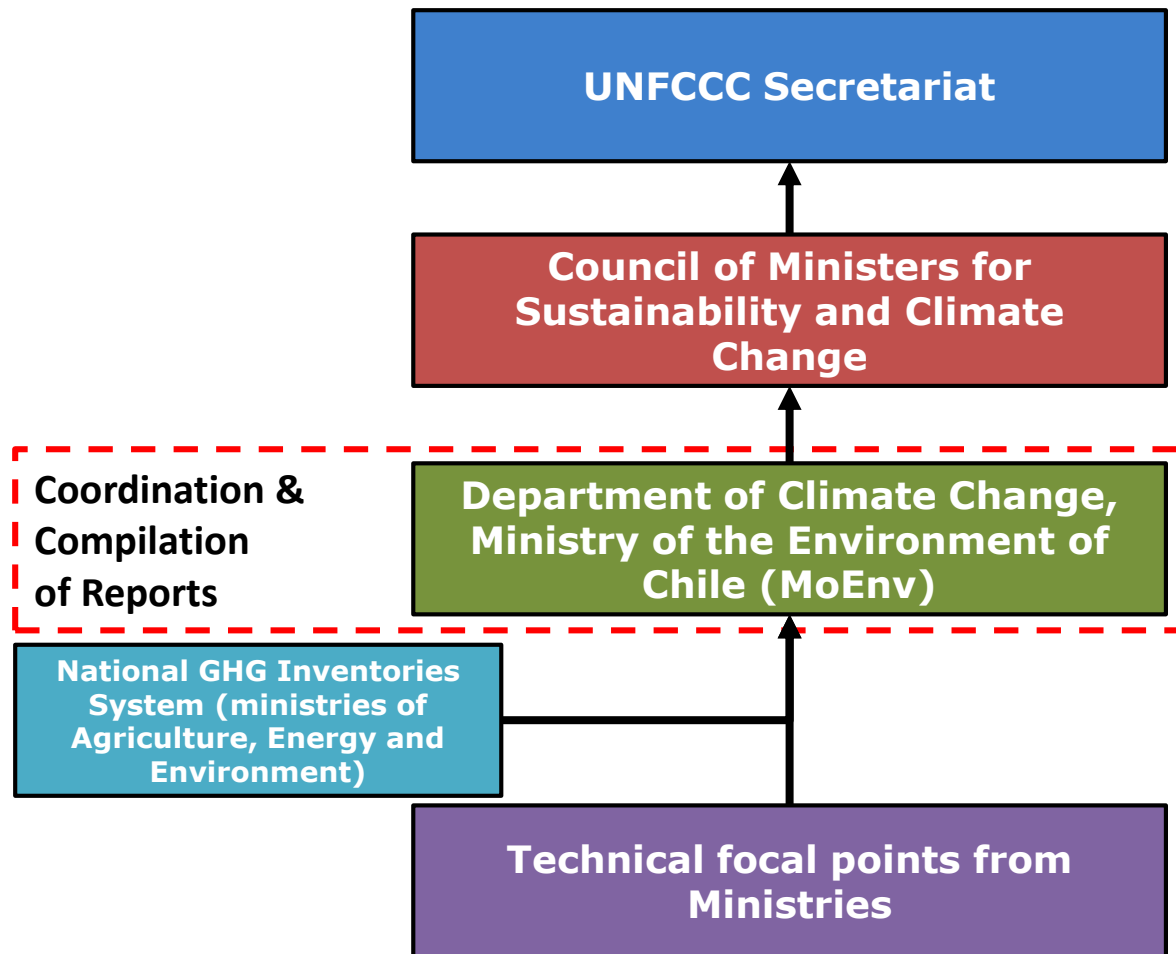 UNFCCC Secretariat
Council of Ministers for
Sustainability and Climate
Change
Coordination &
Compilation
of Reports
Department of Climate Change,
Ministry of the Environment of
Chile (MoEnv)
National GHG Inventories
System (ministries of
Agriculture, Energy and
Environment)
Technical focal points from
Ministries